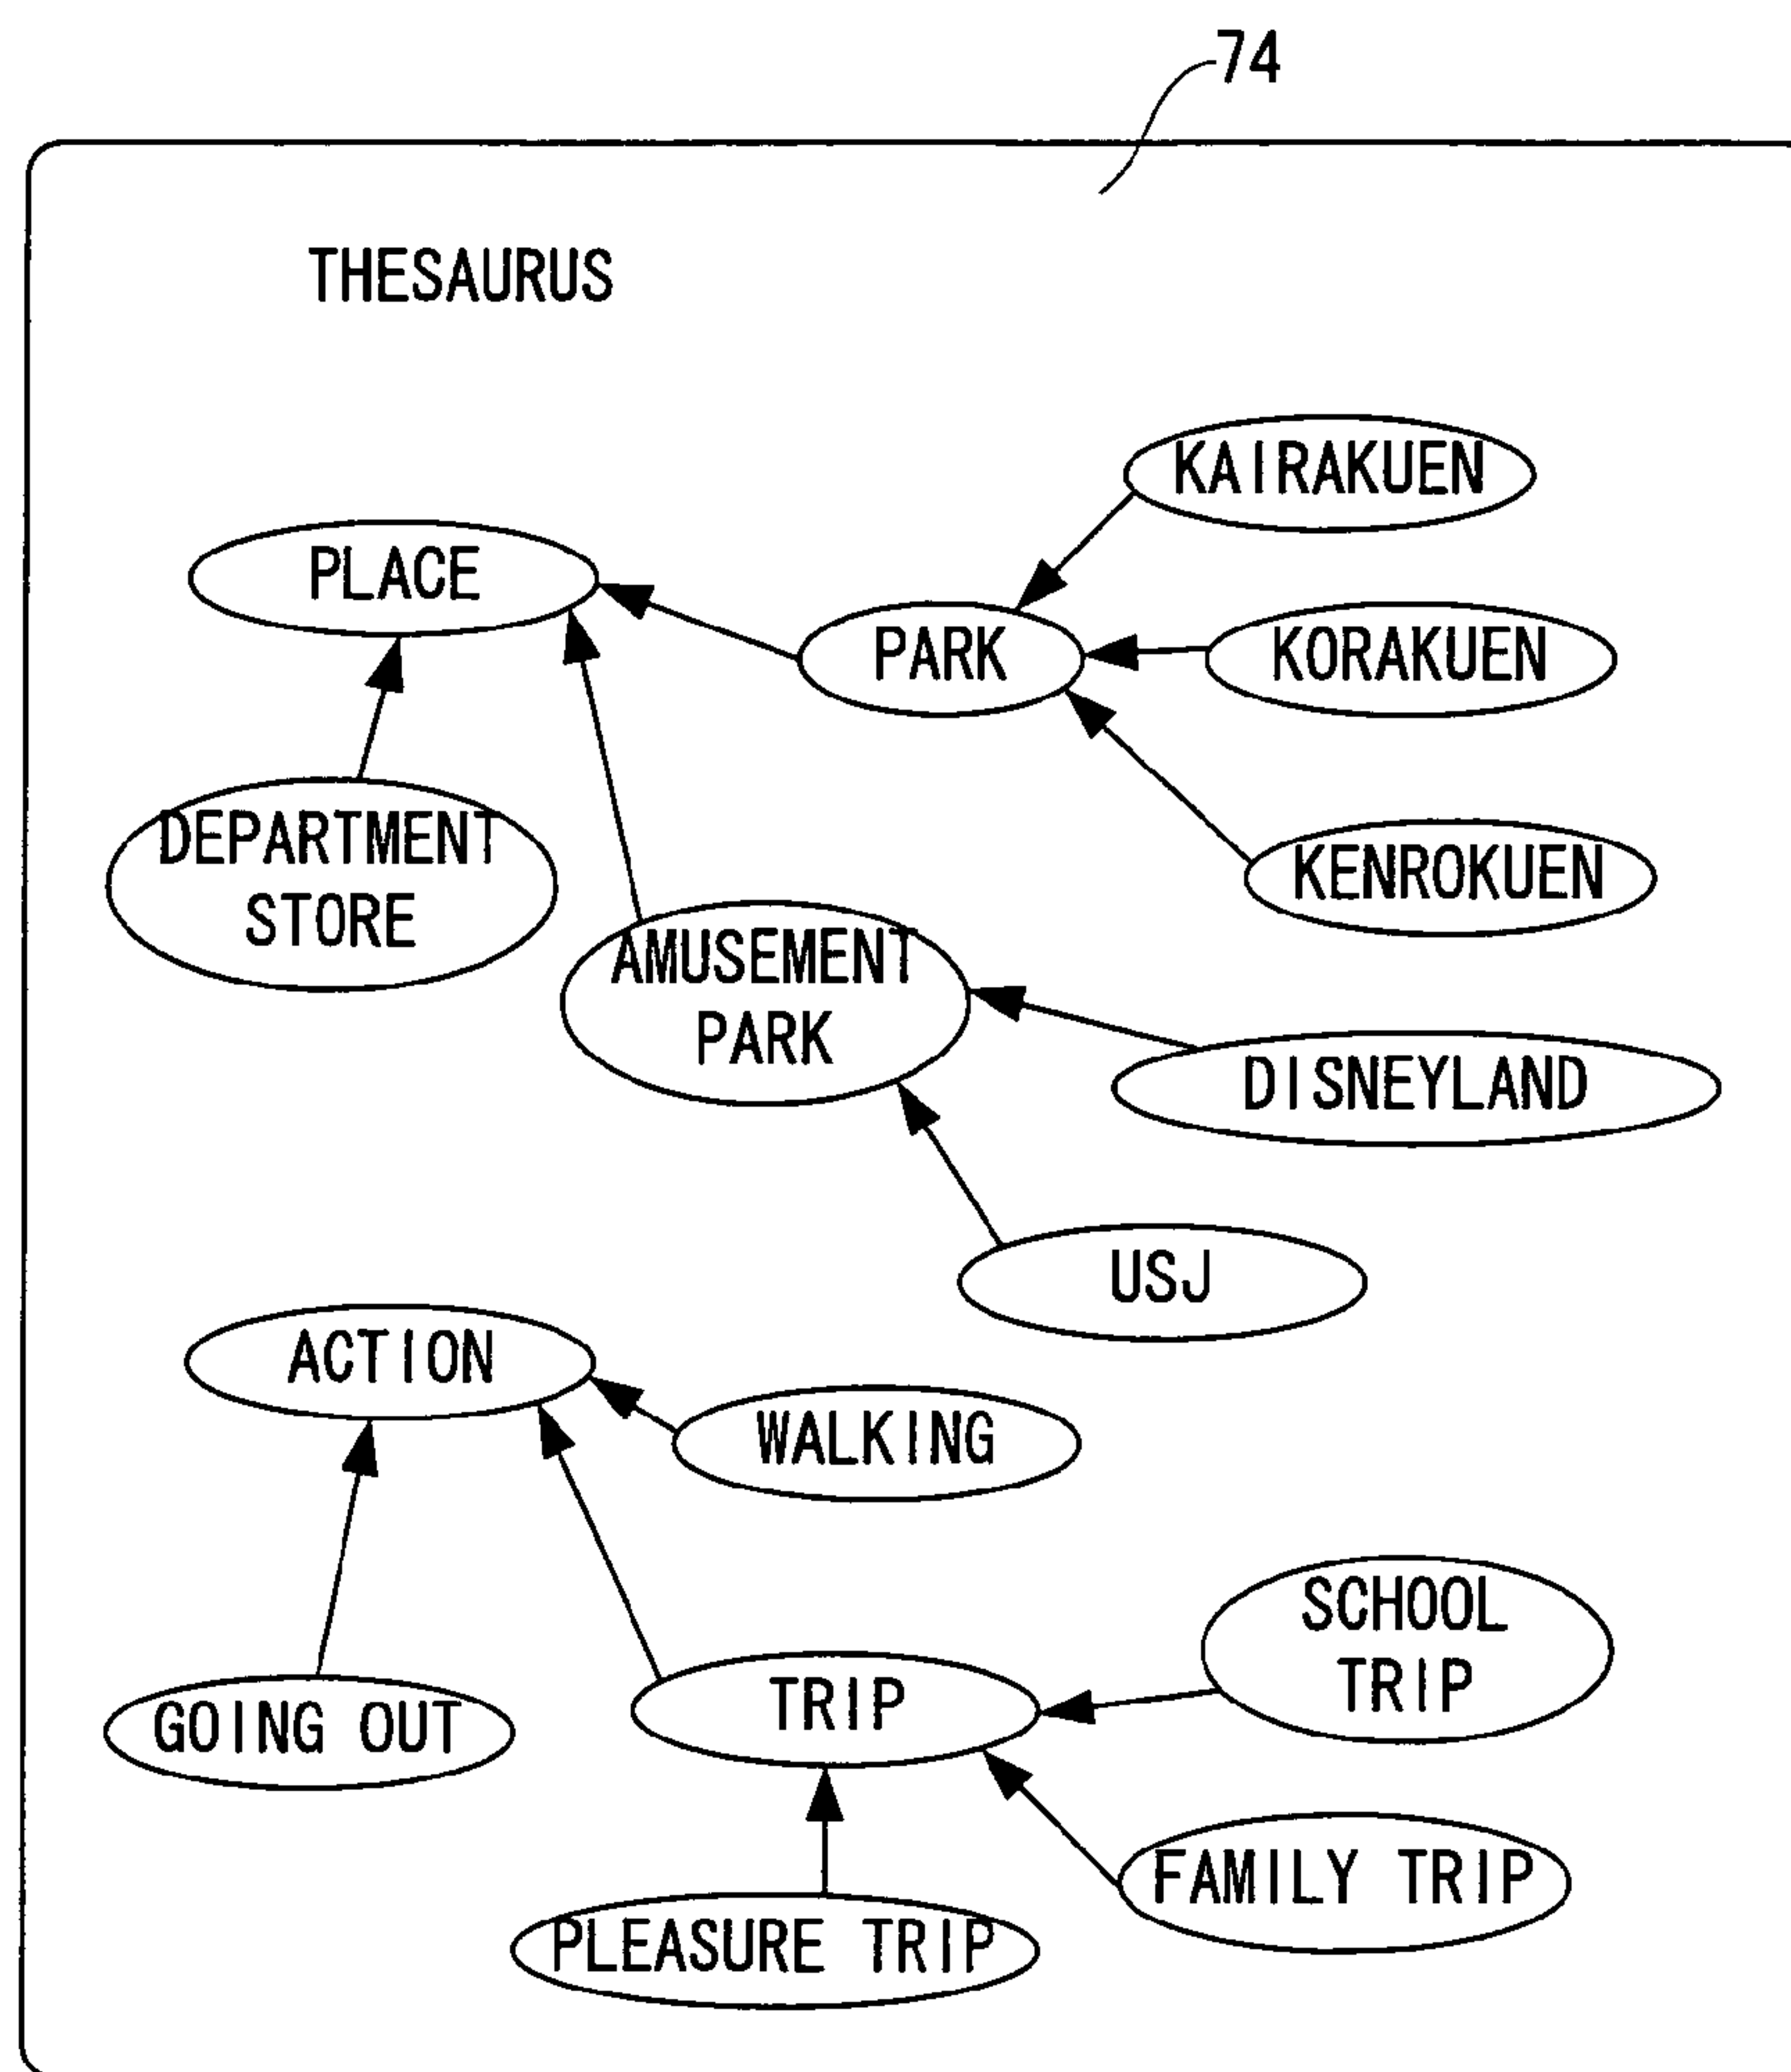 74
THESAURUS
KAIRAKUEN
PLACE
PARK
KORAKUEN
DEPARTMENT
STORE
KENROKUEN
AMUSEMENT
PARK
DISNEYLAND
USJ
ACTION
WALKING
SCHOOL
TRIP
TRIP
GOING OUT
FAMILY TRIP
PLEASURE TRIP